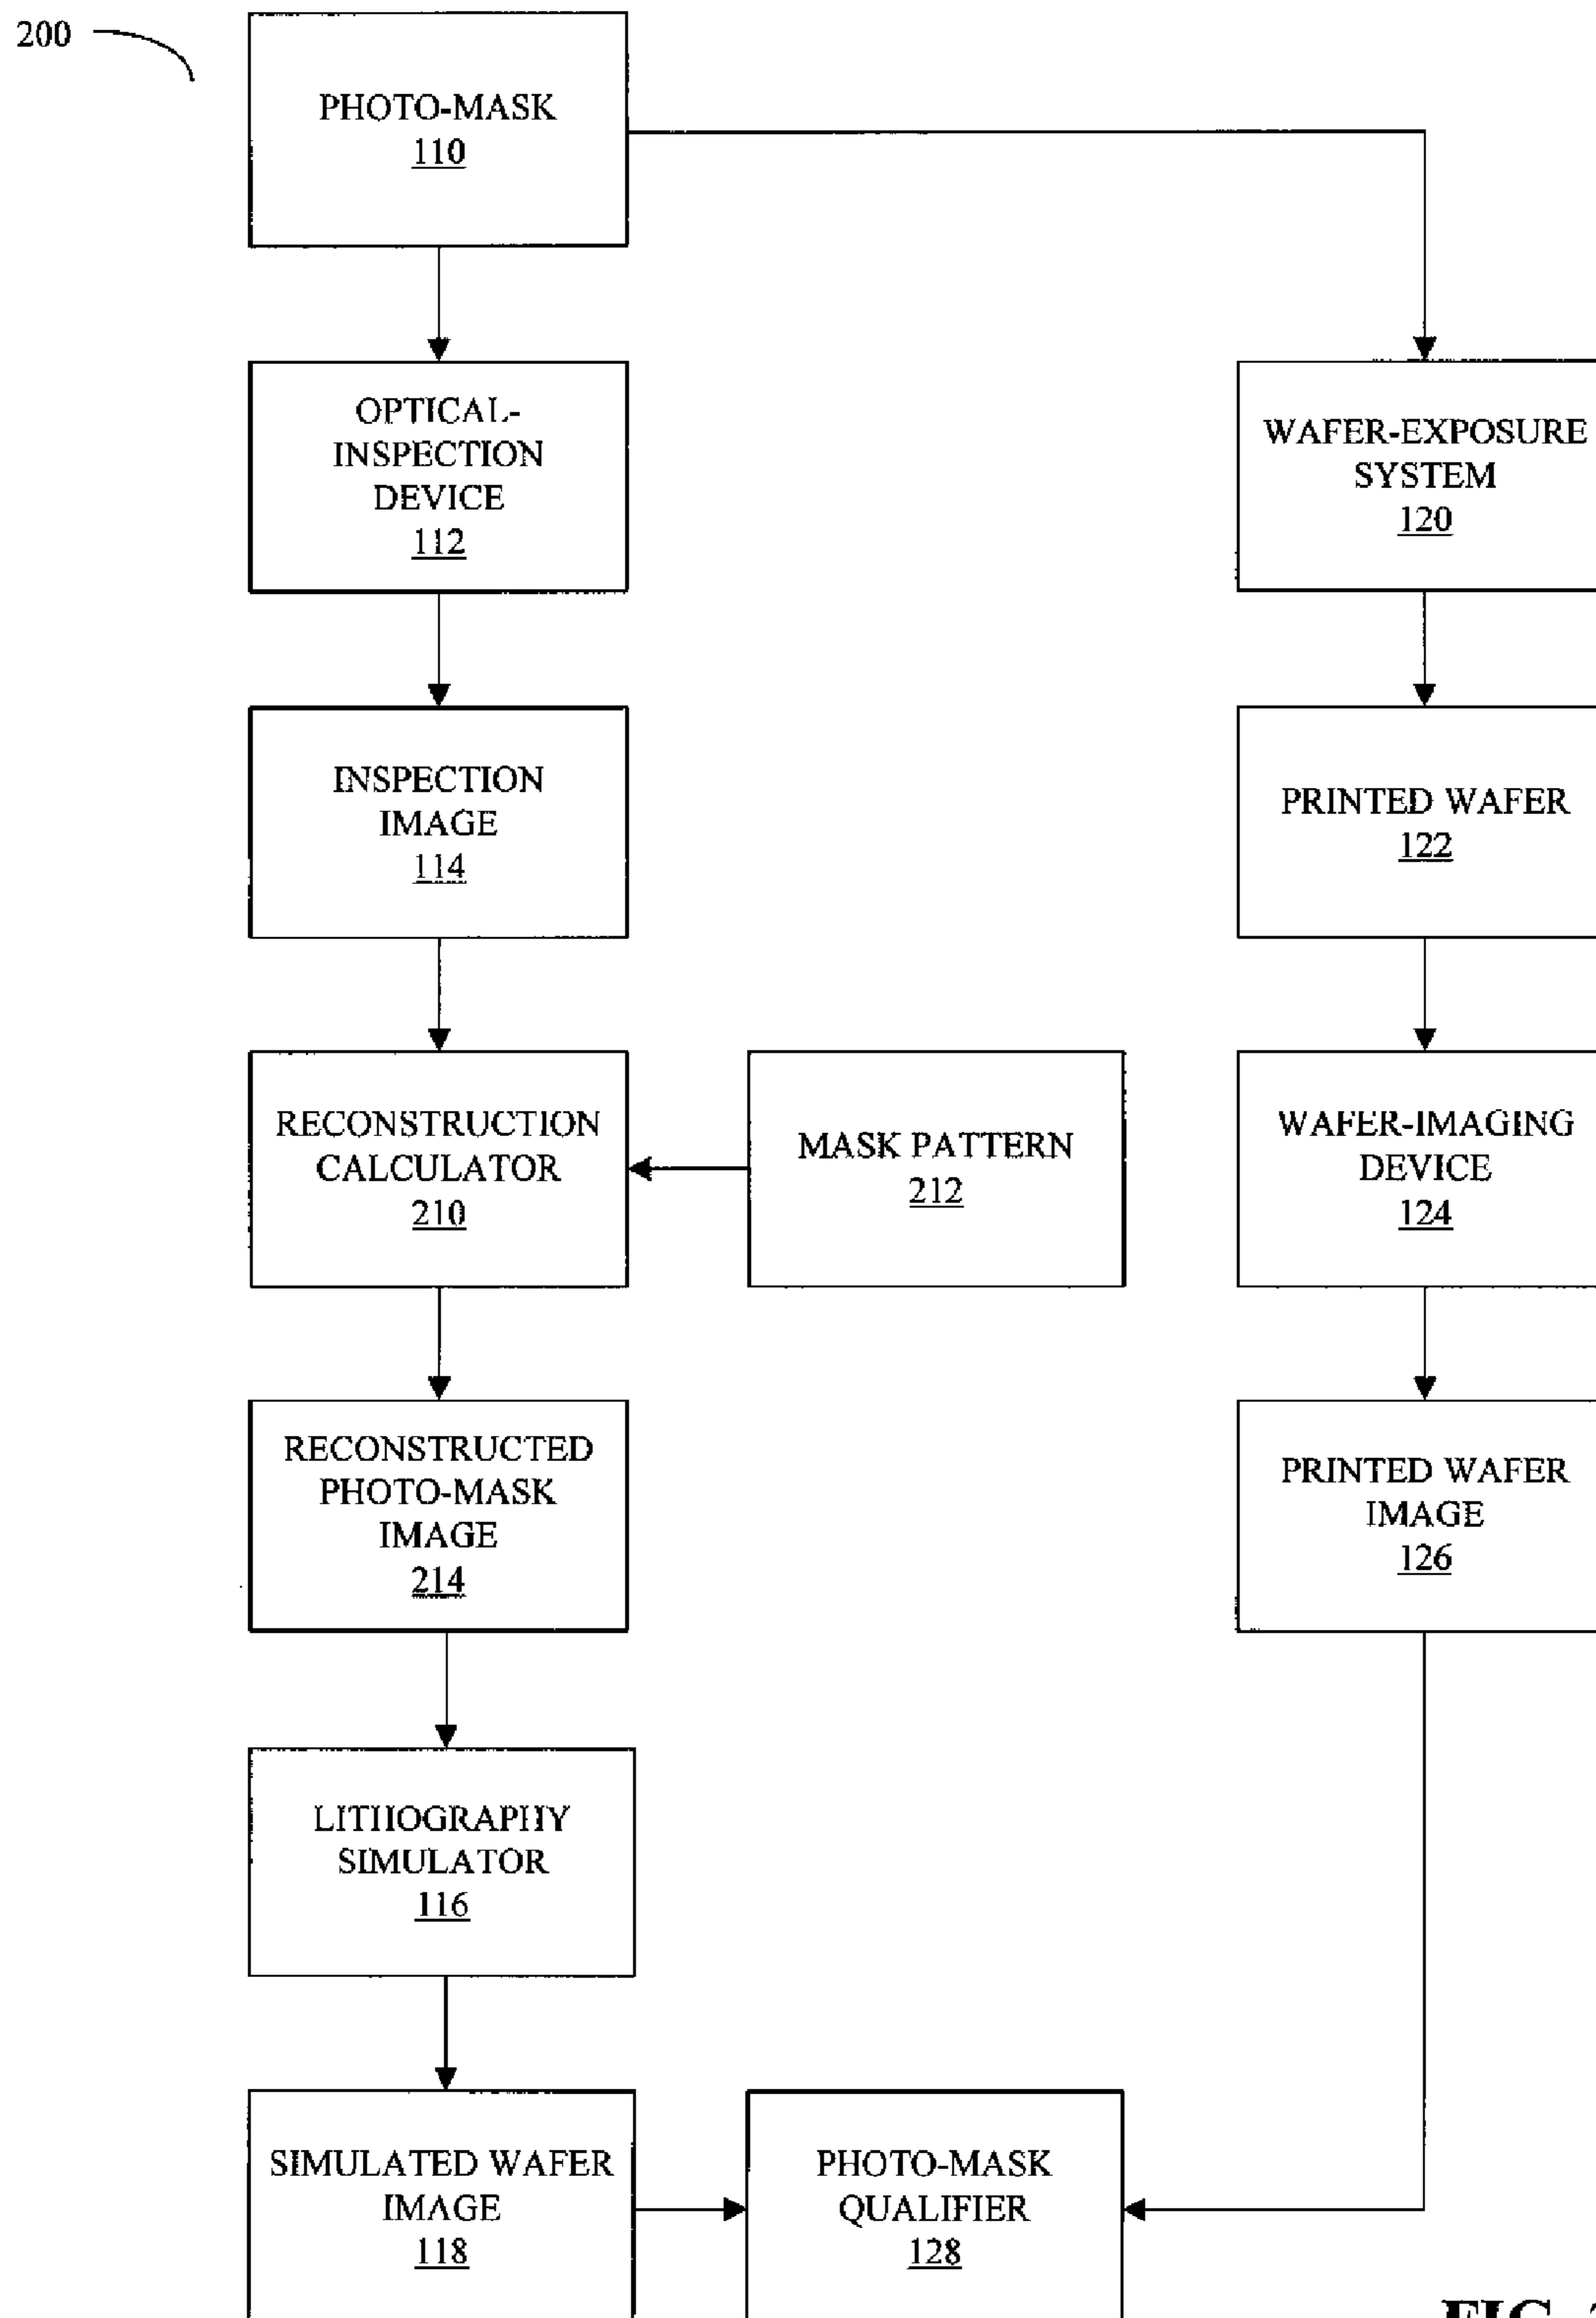 200
PHOTO-MASK
110
OPTICAL-
INSPECTION
DEVICE
112
WAFER-EXPOSURE
SYSTEM
120
INSPECTION
IMAGE
114
PRINTED WAFER
122
RECONSTRUCTION
CALCULATOR
210
MASK PATTERN
212
WAFER-IMAGING
DEVICE
124
RECONSTRUCTED
PHOTO-MASK
IMAGE
214
PRINTED WAFER
IMAGE
126
LITHOGRAPHY
SIMULATOR
116
SIMULATED WAFER
IMAGE
118
PHOTO-MASK
QUALIFIER
128
FIG.